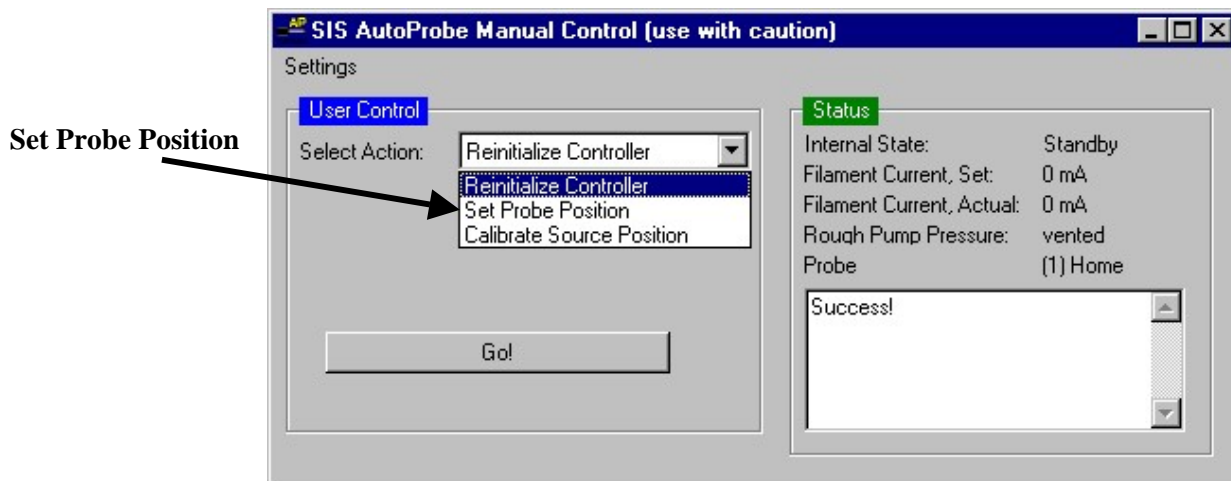 AP
SIS AutoProbe Manual Control (use with caution)
Settings
Set Probe Position
User Control
Select Action:
Reinitialize Controller
Reinitialize Controller
Set Probe Position
Calibrate Source Position
Go!
Status
Internal State: Standby
Filament Current, Set: 0 mA
Filament Current, Actual: 0 mA
Rough Pump Pressure: vented
Probe (1) Home
Success!